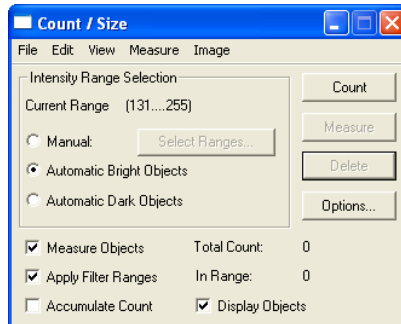 Count / Size
File Edit View Measure Image
Intensity Range Selection
Current Range (131....255)
Manual: Select Ranges...
Automatic Bright Objects
Automatic Dark Objects
Count
Measure
Delete
Options...
Measure Objects Total Count: 0
Apply Filter Ranges In Range: 0
Accumulate Count Display Objects